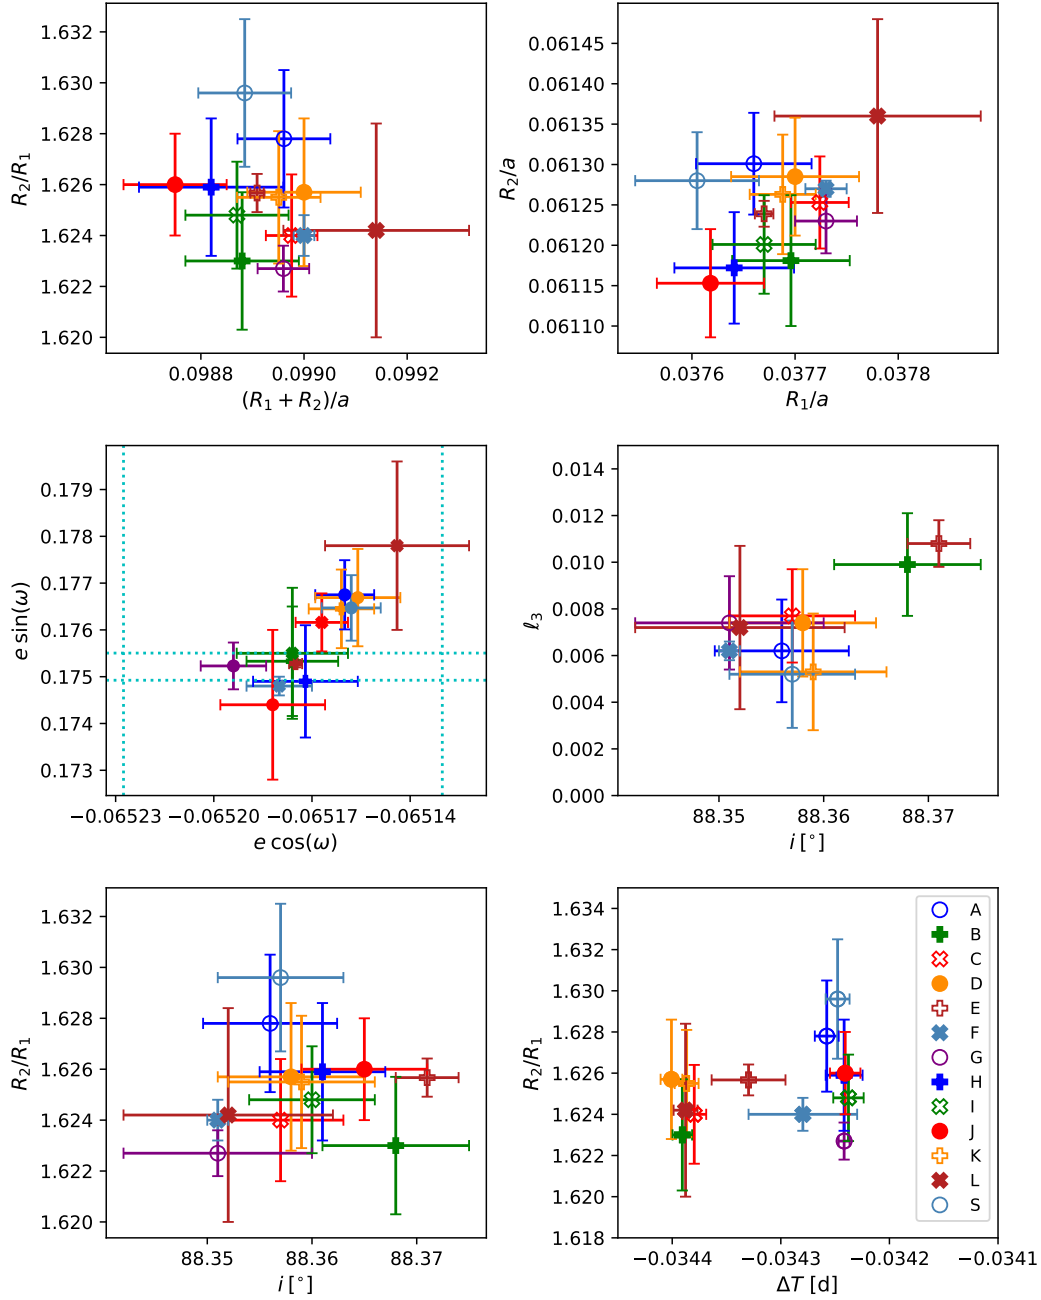 1.632
1.630
1.628
1.626
1.624
1.622
1.620
R₂/R₁
0.0988 0.0990 0.0992
(R₁ + R₂)/a
0.06145
0.06140
0.06135
0.06130
0.06125
0.06120
0.06115
0.06110
R₂/a
0.0376 0.0377 0.0378
R₁/a
0.179
0.178
0.177
0.176
0.175
0.174
0.173
e sin(ω)
−0.06523 −0.06520 −0.06517 −0.06514
e cos(ω)
0.014
0.012
0.010
0.008
0.006
0.004
0.002
0.000
ℓ₃
88.35 88.36 88.37
i [°]
1.632
1.630
1.628
1.626
1.624
1.622
1.620
R₂/R₁
88.35 88.36 88.37
i [°]
1.634
1.632
1.630
1.628
1.626
1.624
1.622
1.620
1.618
R₂/R₁
A
B
C
D
E
F
G
H
I
J
K
L
S
−0.0344 −0.0343 −0.0342 −0.0341
ΔT [d]